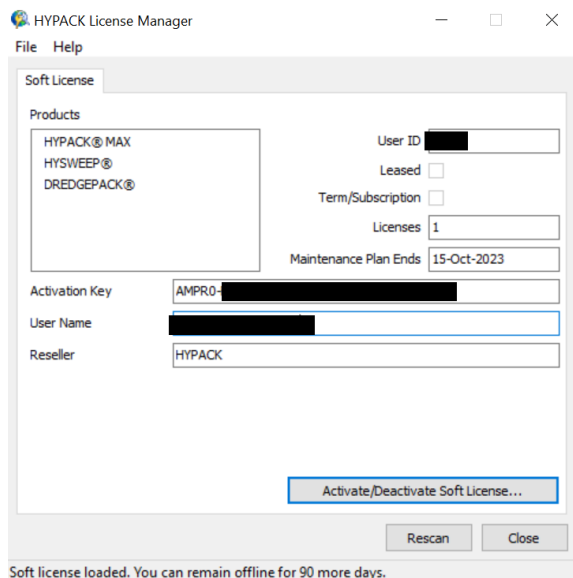 HYPACK License Manager
File Help
Soft License
Products
HYPACK® MAX
HYSWEEP®
DREDGEPACK®
User ID
Leased
Term/Subscription
Licenses 1
Maintenance Plan Ends 15-Oct-2023
Activation Key AMPR0-
User Name
Reseller HYPACK
Activate/Deactivate Soft License...
Rescan Close
Soft license loaded. You can remain offline for 90 more days.